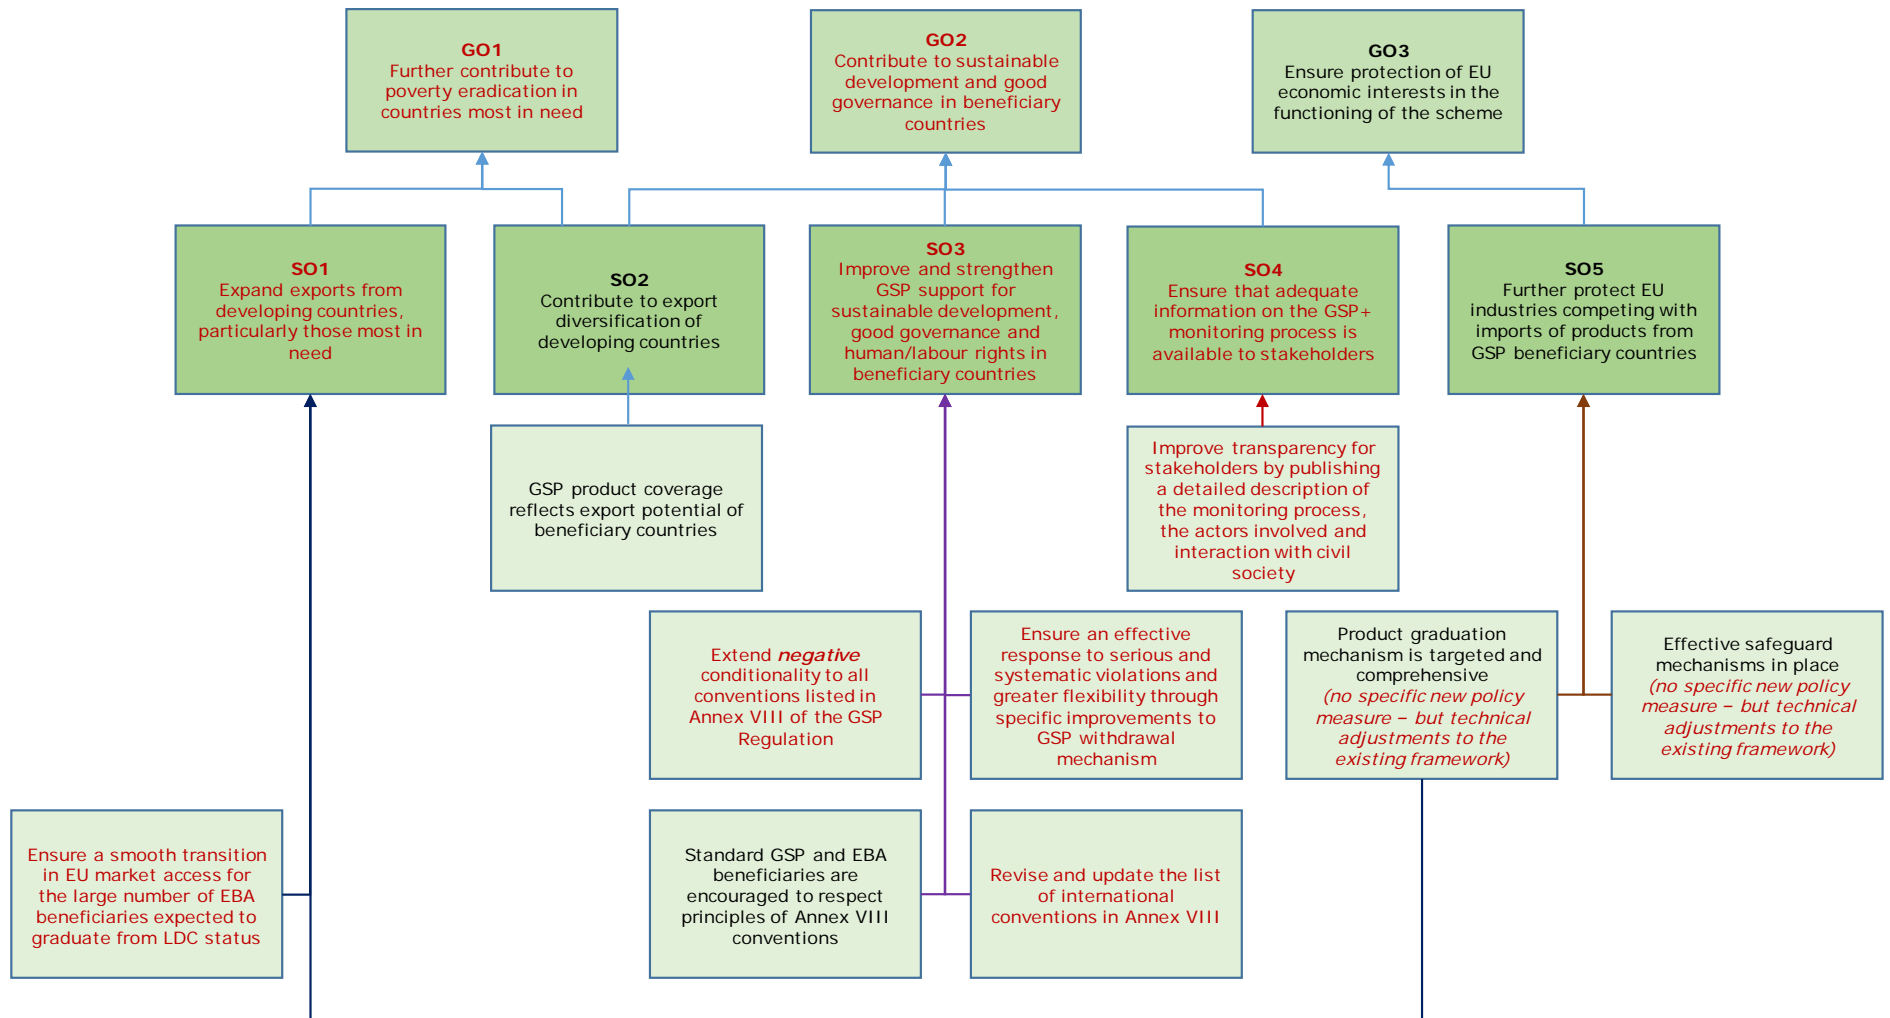 GO1
Further contribute to
poverty eradication in
countries most in need
GO2
Contribute to sustainable
development and good
governance in beneficiary
countries
GO3
Ensure protection of EU
economic interests in the
functioning of the scheme
SO1
Expand exports from
developing countries,
particularly those most in
need
SO2
Contribute to export
diversification of
developing countries
SO3
Improve and strengthen
GSP support for
sustainable development,
good governance and
human/labour rights in
beneficiary countries
SO4
Ensure that adequate
information on the GSP+
monitoring process is
available to stakeholders
SO5
Further protect EU
industries competing with
imports of products from
GSP beneficiary countries
GSP product coverage
reflects export potential of
beneficiary countries
Improve transparency for
stakeholders by publishing
a detailed description of
the monitoring process,
the actors involved and
interaction with civil
society
Extend negative
conditionality to all
conventions listed in
Annex VIII of the GSP
Regulation
Ensure an effective
response to serious and
systematic violations and
greater flexibility through
specific improvements to
GSP withdrawal
mechanism
Product graduation
mechanism is targeted and
comprehensive
(no specific new policy
measure – but technical
adjustments to the
existing framework)
Effective safeguard
mechanisms in place
(no specific new policy
measure – but technical
adjustments to the
existing framework)
Ensure a smooth transition
in EU market access for
the large number of EBA
beneficiaries expected to
graduate from LDC status
Standard GSP and EBA
beneficiaries are
encouraged to respect
principles of Annex VIII
conventions
Revise and update the list
of international
conventions in Annex VIII